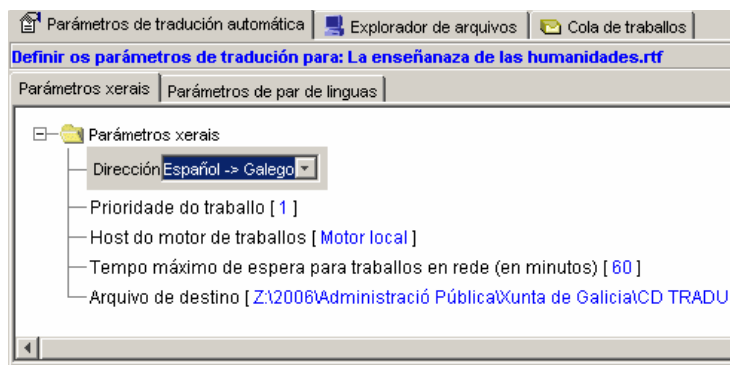 Parámetros de tradución automática Explorador de arquivos Cola de traballos
Definir os parámetros de tradución para: La enseñanaza de las humanidades.rtf
Parámetros xerais Parámetros de par de linguas
Parámetros xerais
Dirección Español -> Galego
Prioridade do traballo [ 1 ]
Host do motor de traballos [ Motor local ]
Tempo máximo de espera para traballos en rede (en minutos) [ 60 ]
Arquivo de destino [ Z:\2006\Administració Pública\Xunta de Galicia\CD TRADU